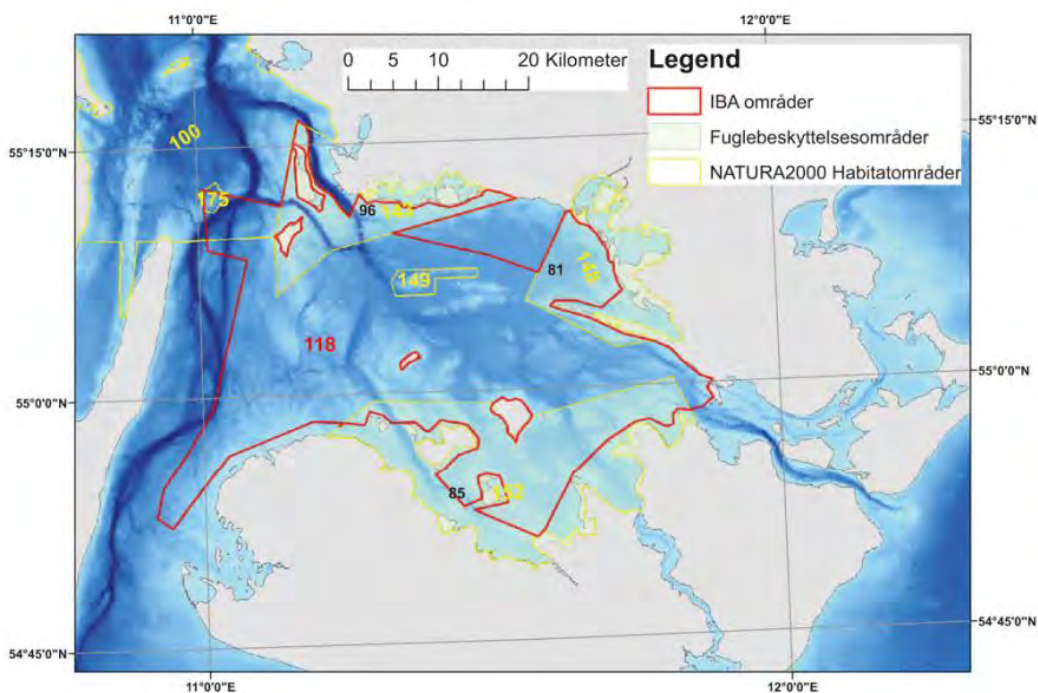 11°0'0"E 12°0'0"E
0 5 10 20 Kilometer
Legend
IBA områder
Fuglebeskyttelsesområder
NATURA2000 Habitatområder
55°15'0"N 55°15'0"N
100
175
96
81
149
118
55°0'0"N 55°0'0"N
85
54°45'0"N 54°45'0"N
11°0'0"E 12°0'0"E